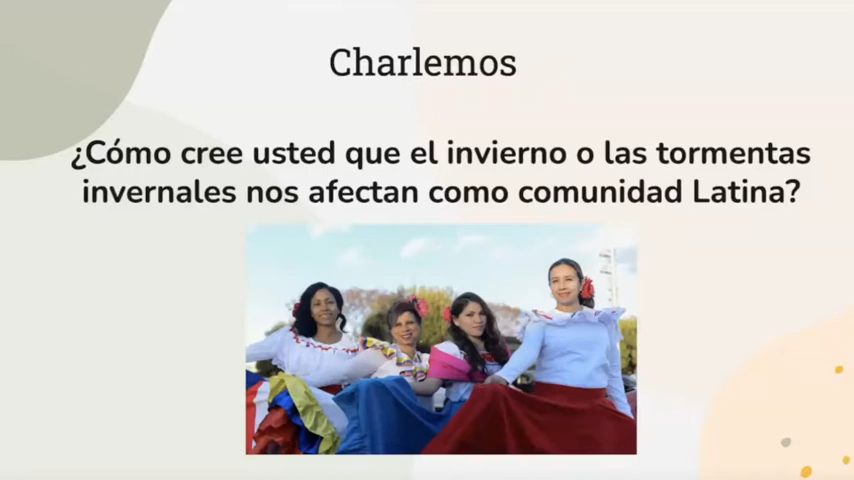 Charlemos
¿Cómo cree usted que el invierno o las tormentas
invernales nos afectan como comunidad Latina?